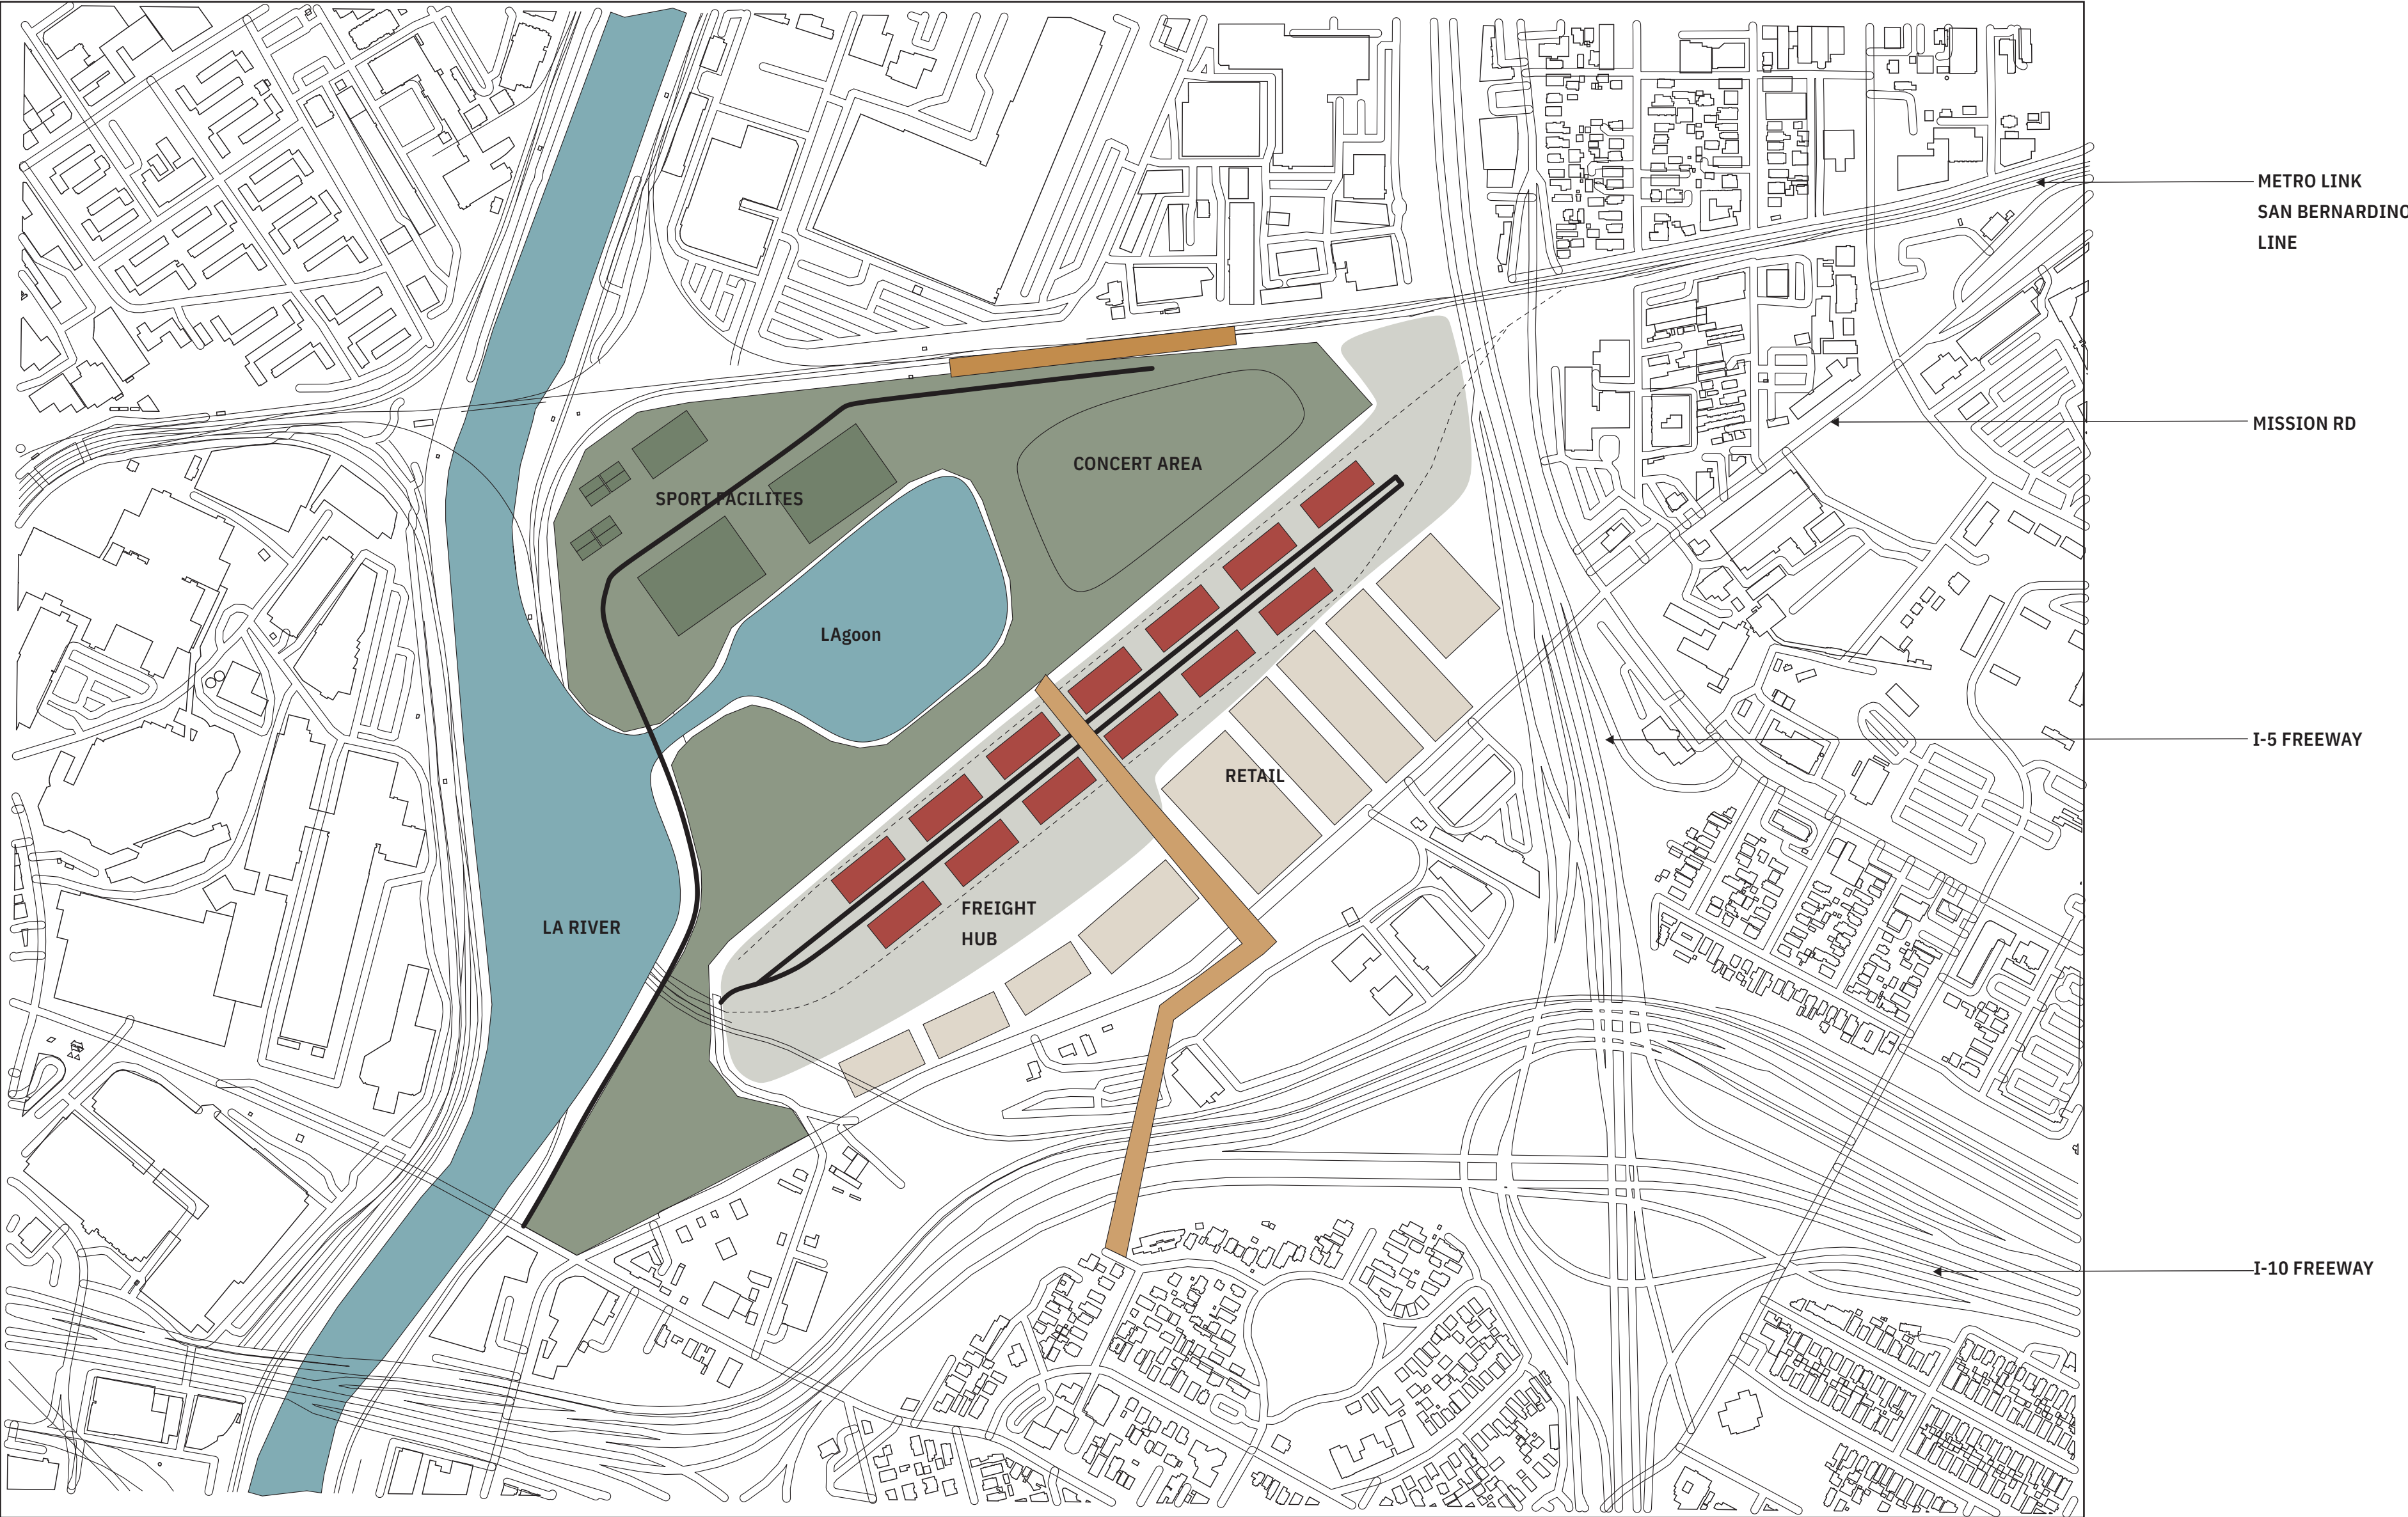 METRO LINK
SAN BERNARDINO
LINE
MISSION RD
CONCERT AREA
SPORT FACILITES
LAgoon
I-5 FREEWAY
RETAIL
FREIGHT
HUB
LA RIVER
I-10 FREEWAY